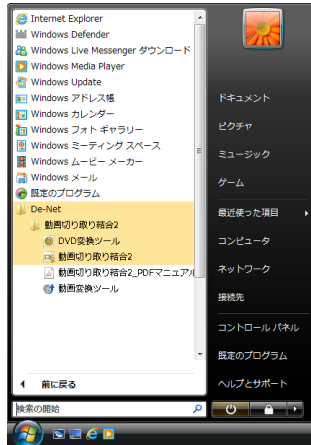 Internet Explorer
Windows Defender
Windows Live Messenger ダウンロード
Windows Media Player
Windows Update
Windows アドレス帳
Windows カレンダー
Windows フォト ギャラリー
Windows ミーティング スペース
Windows ムービー メーカー
Windows メール
既定のプログラム
De-Net
動画切り取り結合2
DVD変換ツール
動画切り取り結合2
動画切り取り結合2_PDFマニュアル
動画変換ツール
前に戻る
検索の開始
ドキュメント
ピクチャ
ミュージック
ゲーム
最近使った項目
コンピュータ
ネットワーク
接続先
コントロール パネル
既定のプログラム
ヘルプとサポート